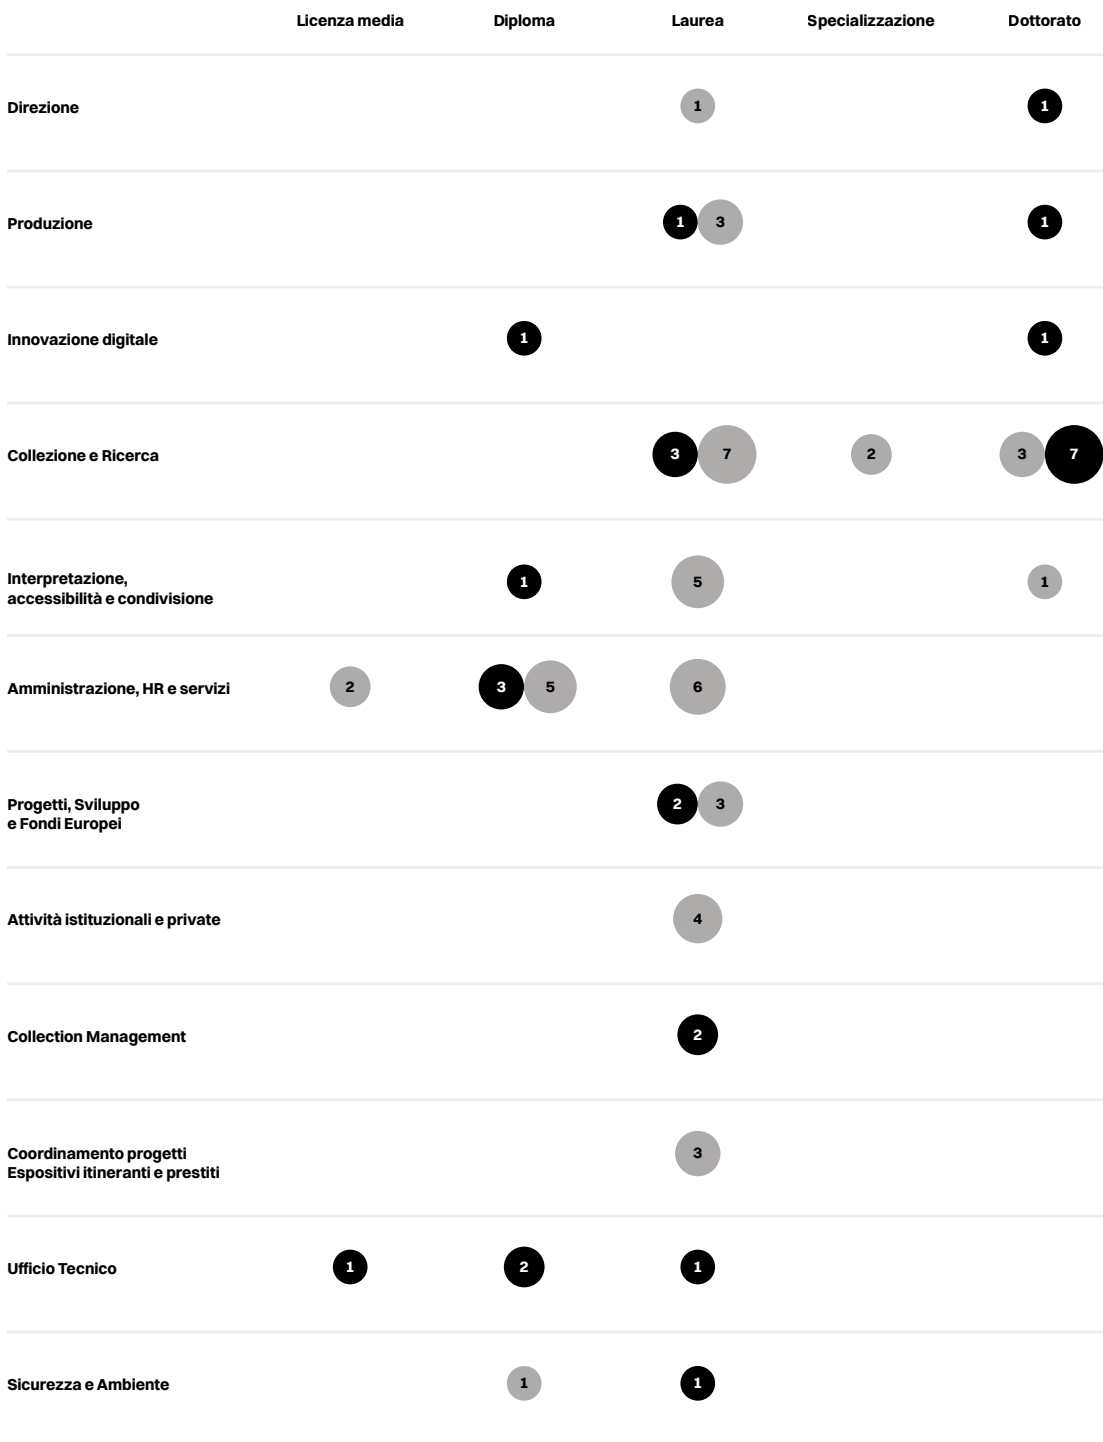 Licenza media Diploma Laurea Specializzazione Dottorato
Direzione 1 1
Produzione 1 3 1
Innovazione digitale 1 1
Collezione e Ricerca 3 7 2 3 7
Interpretazione,
accessibilità e condivisione 1 5 1
Amministrazione, HR e servizi 2 3 5 6
Progetti, Sviluppo
e Fondi Europei 2 3
Attività istituzionali e private 4
Collection Management 2
Coordinamento progetti
Espositivi itineranti e prestiti 3
Ufficio Tecnico 1 2 1
Sicurezza e Ambiente 1 1